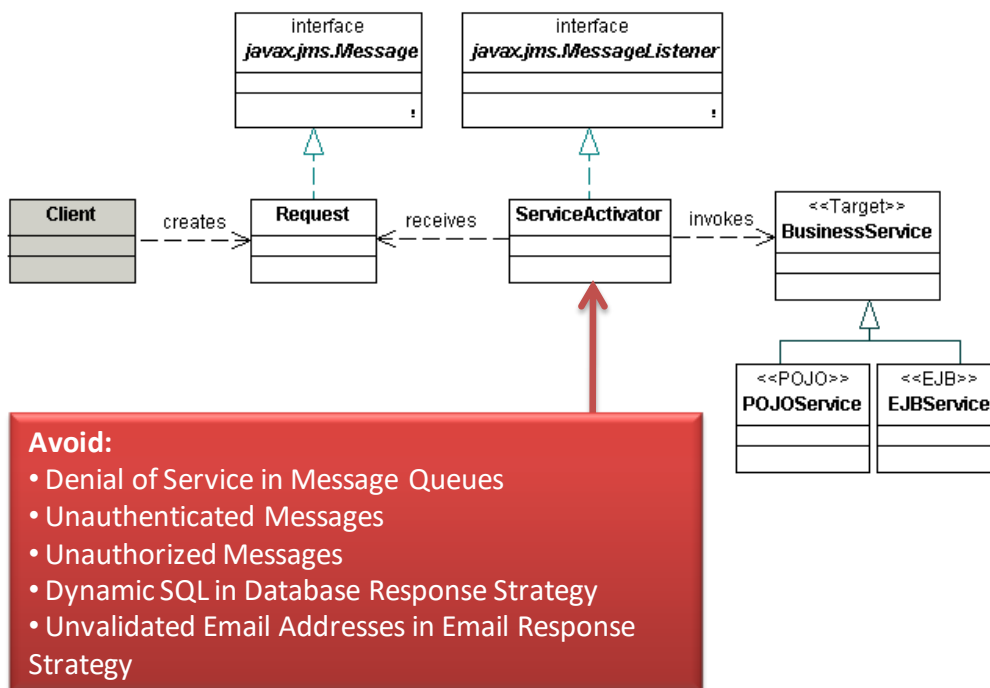 interface
javax.jms.Message
!
interface
javax.jms.MessageListener
!
Client
creates
Request
receives
ServiceActivator
invokes
<<Target>>
BusinessService
<<POJO>>
POJOService
<<EJB>>
EJBService
Avoid:
• Denial of Service in Message Queues
• Unauthenticated Messages
• Unauthorized Messages
• Dynamic SQL in Database Response Strategy
• Unvalidated Email Addresses in Email Response
Strategy